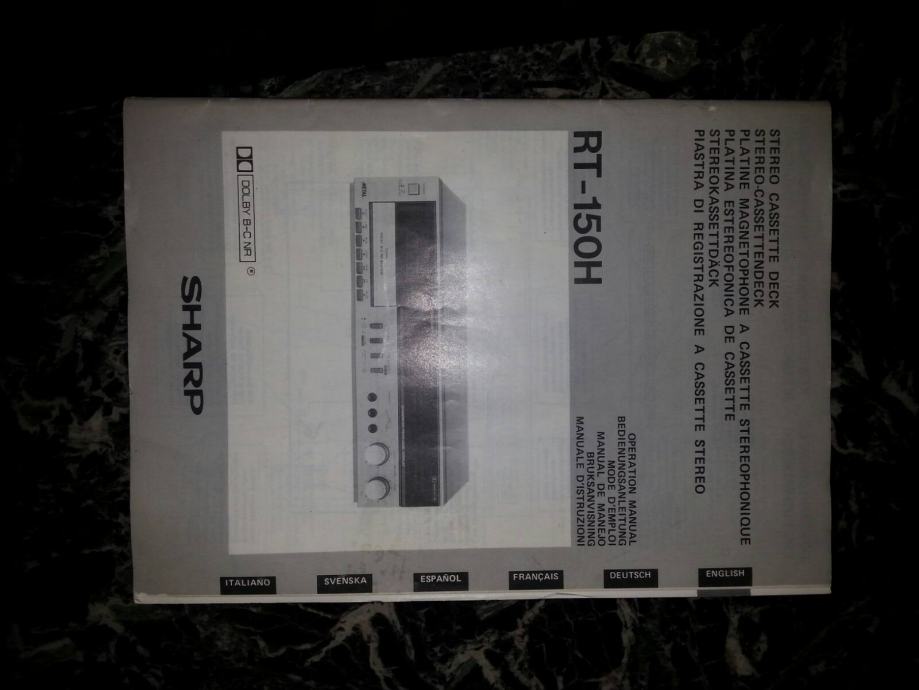 STEREO CASSETTE DECK
STEREO-CASSETTENDECK
PLATINE MAGNETOPHONE A CASSETTE STEREOPHONIQUE
PLATINA ESTEREOFONICA DE CASSETTE
STEREOKASSETTDÄCK
PIASTRA DI REGISTRAZIONE A CASSETTE STEREO
RT-150H
OPERATION MANUAL
BEDIENUNGSANLEITUNG
MODE D'EMPLOI
MANUAL DE MANEJO
BRUKSANVISNING
MANUALE D'ISTRUZIONI
ENGLISH
DEUTSCH
FRANÇAIS
ESPAÑOL
SVENSKA
ITALIANO
METAL
DOLBY B-C NR
SHARP